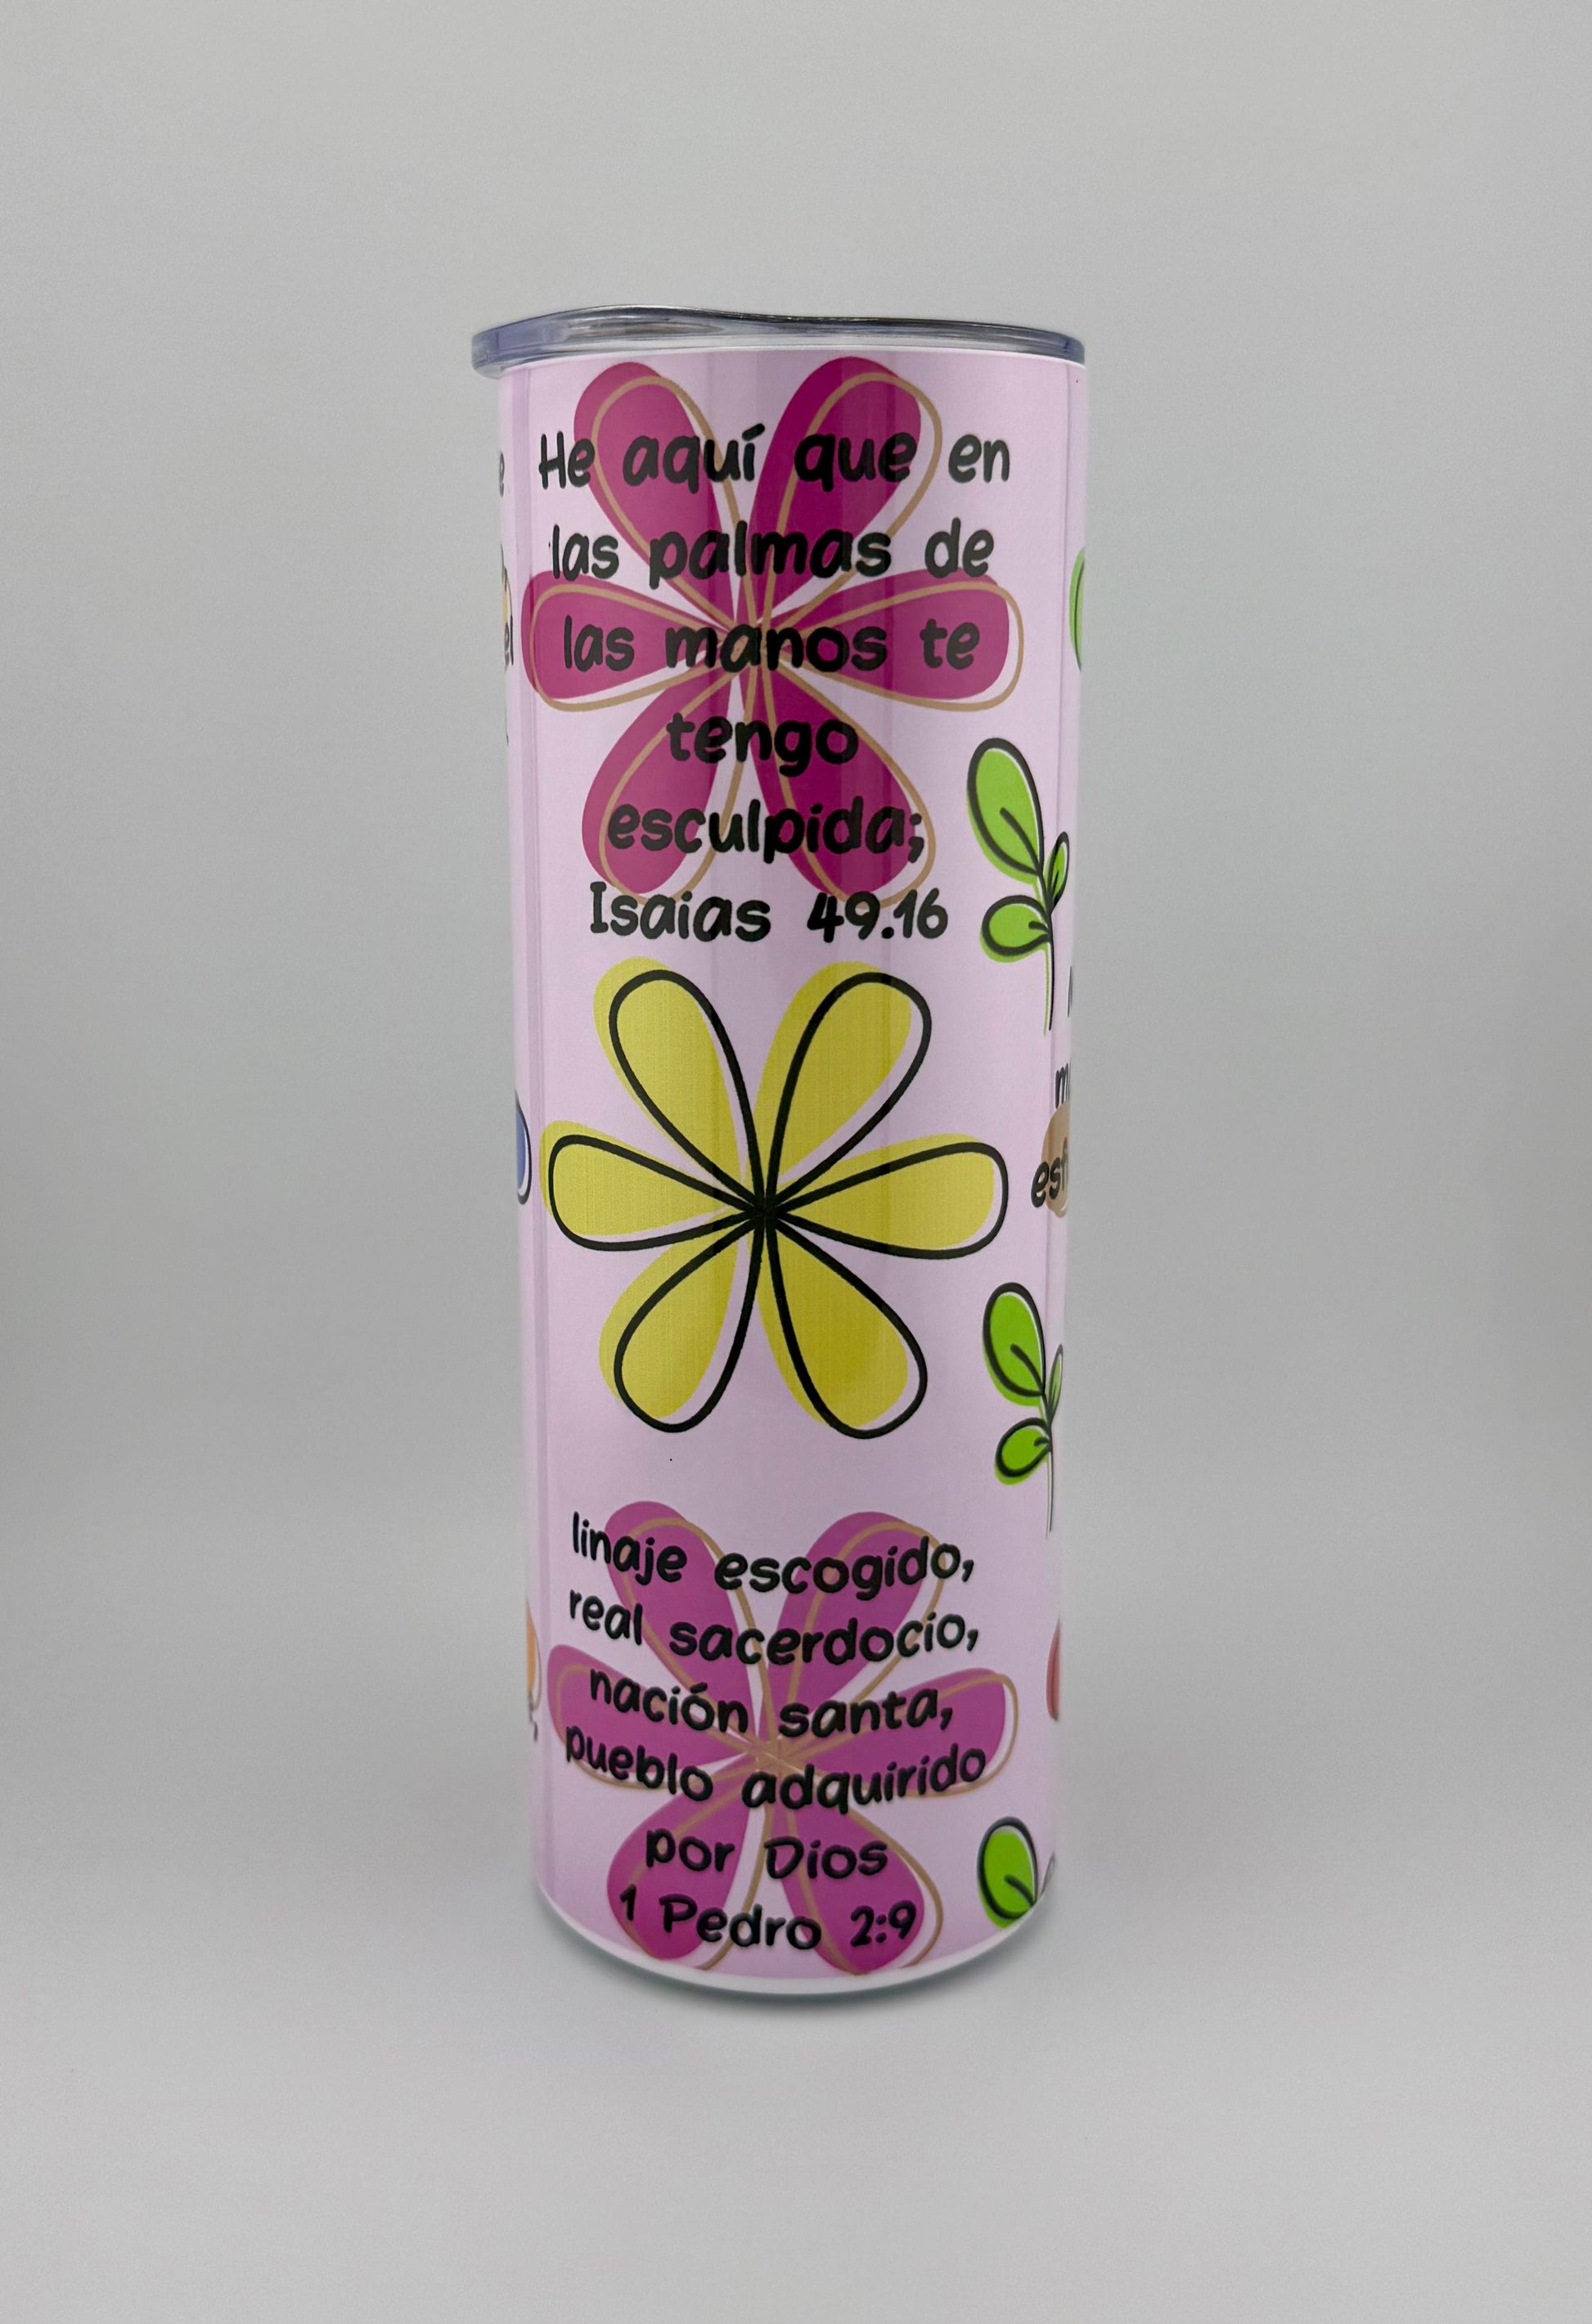 He aquí que en
las palmas de
las manos te
tengo
esculpida;
Isaias 49.16
linaje escogido,
real sacerdocio,
nación santa,
pueblo adquirido
por Dios
1 Pedro 2:9